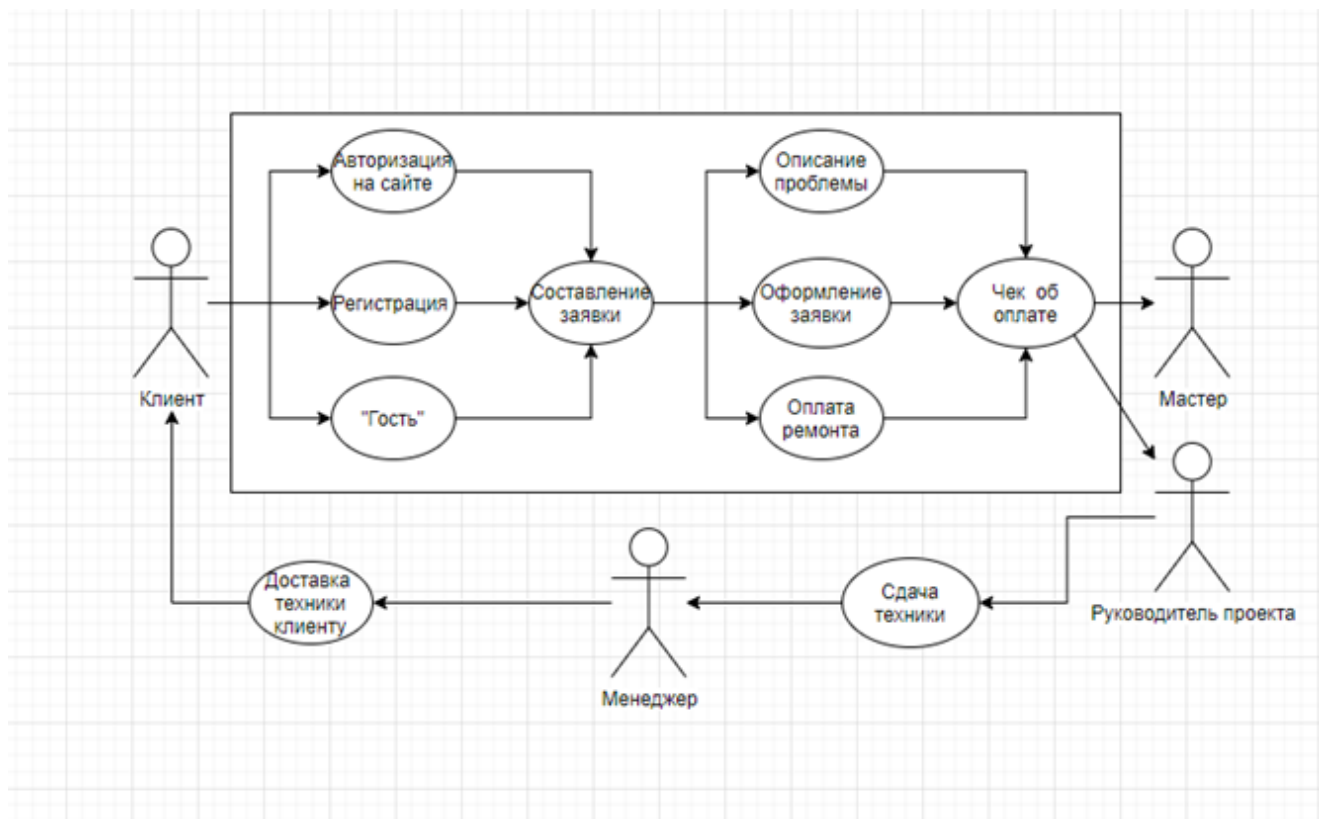 Авторизация
на сайте
Описание
проблемы
Регистрация
Составление
заявки
Оформление
заявки
Чек об
оплате
Клиент
"Гость"
Оплата
ремонта
Мастер
Доставка
техники
клиенту
Менеджер
Сдача
техники
Руководитель проекта